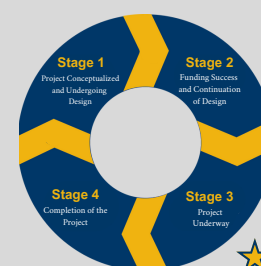 Stage 1
Project Conceptualized
and Undergoing
Design
Stage 2
Funding Success
and Continuation
of Design
Stage 3
Project
Underway
Stage 4
Completion of the
Project